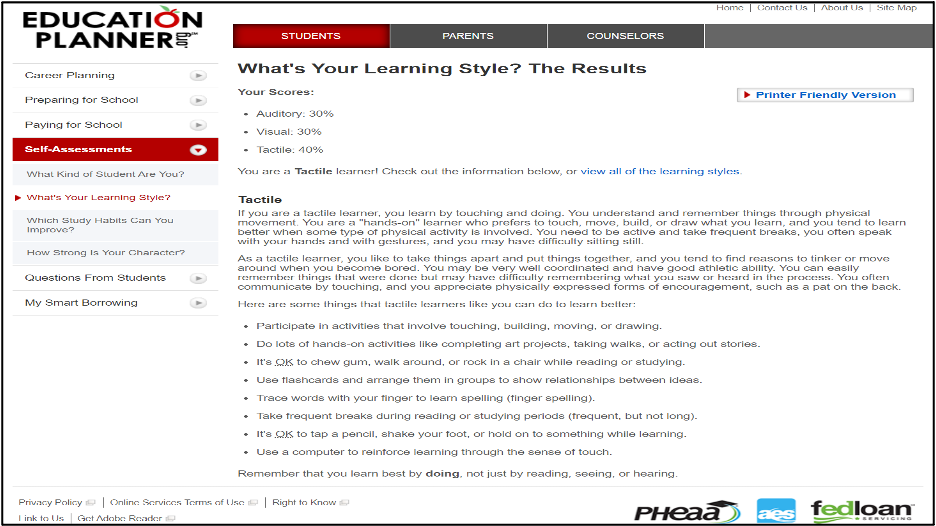 Home | Contact Us | About Us | Site Map
EDUCATION
PLANNER.org
STUDENTS PARENTS COUNSELORS
Career Planning
Preparing for School
Paying for School
Self-Assessments
What Kind of Student Are You?
What's Your Learning Style?
Which Study Habits Can You
Improve?
How Strong Is Your Character?
Questions From Students
My Smart Borrowing
What's Your Learning Style? The Results
Printer Friendly Version
Your Scores:
• Auditory: 30%
• Visual: 30%
• Tactile: 40%
You are a Tactile learner! Check out the information below, or view all of the learning styles.
Tactile
If you are a tactile learner, you learn by touching and doing. You understand and remember things through physical
movement. You are a "hands-on" learner who prefers to touch, move, build, or draw what you learn, and you tend to learn
better when some type of physical activity is involved. You need to be active and take frequent breaks, you often speak
with your hands and with gestures, and you may have difficulty sitting still.
As a tactile learner, you like to take things apart and put things together, and you tend to find reasons to tinker or move
around when you become bored. You may be very well coordinated and have good athletic ability. You can easily
remember things that were done but may have difficulty remembering what you saw or heard in the process. You often
communicate by touching, and you appreciate physically expressed forms of encouragement, such as a pat on the back.
Here are some things that tactile learners like you can do to learn better:
• Participate in activities that involve touching, building, moving, or drawing.
• Do lots of hands-on activities like completing art projects, taking walks, or acting out stories.
• It's OK to chew gum, walk around, or rock in a chair while reading or studying.
• Use flashcards and arrange them in groups to show relationships between ideas.
• Trace words with your finger to learn spelling (finger spelling).
• Take frequent breaks during reading or studying periods (frequent, but not long).
• It's OK to tap a pencil, shake your foot, or hold on to something while learning.
• Use a computer to reinforce learning through the sense of touch.
Remember that you learn best by doing, not just by reading, seeing, or hearing.
Privacy Policy | Online Services Terms of Use | Right to Know
Link to Us | Get Adobe Reader
PHEAA aes fedloan
SERVICING